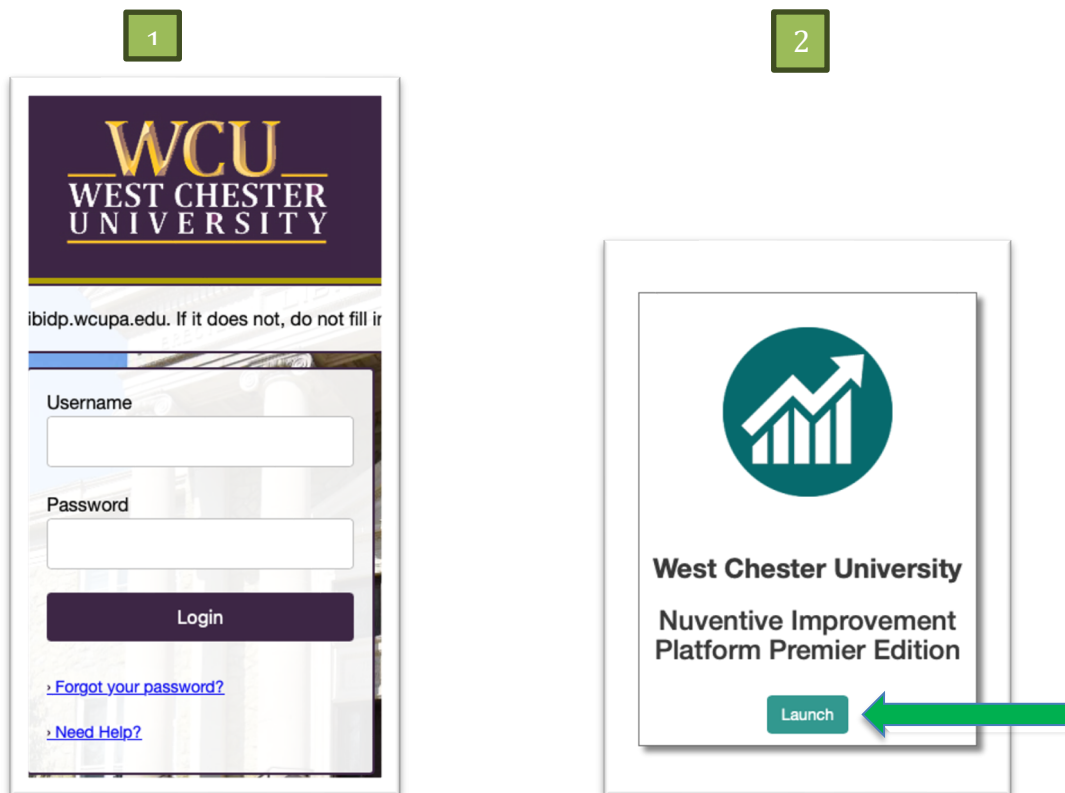 1
2
WCU
WEST CHESTER
UNIVERSITY
ibidp.wcupa.edu. If it does not, do not fill
Username
Password
Login
› Forgot your password?
› Need Help?
West Chester University
Nuventive Improvement
Platform Premier Edition
Launch